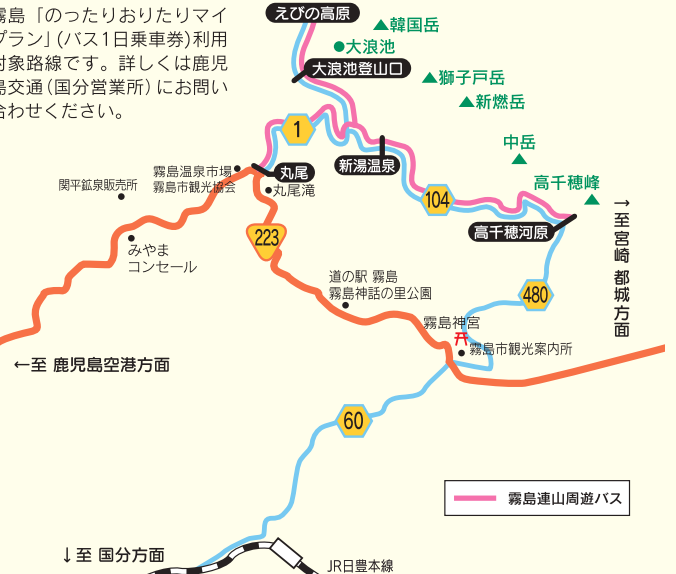 霧島「のったりおりたりマイ
プラン」(バス1日乗車券)利用
対象路線です。詳しくは鹿児
島交通(国分営業所)にお問い
合わせください。
えびの高原
韓国岳
大浪池
大浪池登山口
獅子戸岳
新燃岳
1
中岳
新湯温泉
霧島温泉市場
霧島市観光協会
丸尾
丸尾滝
関平鉱泉販売所
高千穂峰
104
高千穂河原
→至宮崎 都城方面
223
みやま
コンセール
道の駅 霧島
霧島神話の里公園
480
霧島神宮
霧島市観光案内所
←至 鹿児島空港方面
60
霧島連山周遊バス
↓至 国分方面
JR日豊本線